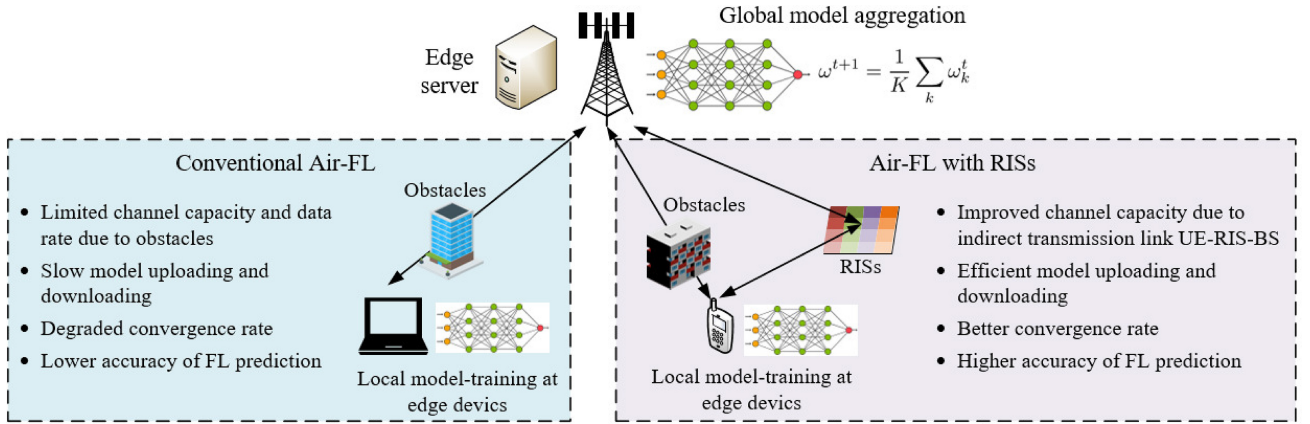 Global model aggregation
Edge
server
ω^{t+1} = \frac{1}{K} \sum_{k} ω_k^t
Conventional Air-FL
Obstacles
• Limited channel capacity and data
rate due to obstacles
• Slow model uploading and
downloading
• Degraded convergence rate
• Lower accuracy of FL prediction
Local model-training at
edge devics
Air-FL with RISs
Obstacles
RISs
Local model-training at
edge devics
• Improved channel capacity due to
indirect transmission link UE-RIS-BS
• Efficient model uploading and
downloading
• Better convergence rate
• Higher accuracy of FL prediction